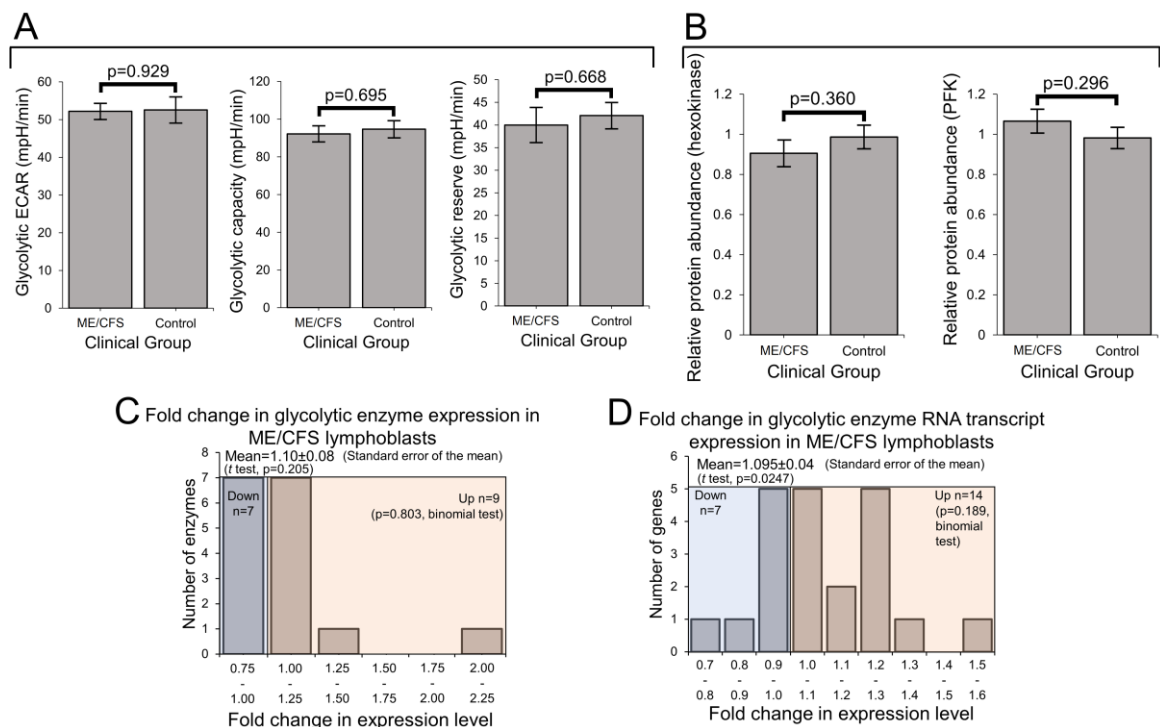 A
p=0.929
Glycolytic ECAR (mpH/min)
60
50
40
30
20
10
0
ME/CFS Control
Clinical Group
p=0.695
Glycolytic capacity (mpH/min)
120
100
80
60
40
20
0
ME/CFS Control
Clinical Group
p=0.668
Glycolytic reserve (mpH/min)
50
45
40
35
30
25
20
15
10
5
0
ME/CFS Control
Clinical Group
B
p=0.360
Relative protein abundance (hexokinase)
1.2
1
0.8
0.6
0.4
0.2
0
ME/CFS Control
Clinical Group
p=0.296
Relative protein abundance (PFK)
1.2
1
0.8
0.6
0.4
0.2
0
ME/CFS Control
Clinical Group
C Fold change in glycolytic enzyme expression in
ME/CFS lymphoblasts
Mean=1.10±0.08 (Standard error of the mean)
(t test, p=0.205)
Number of enzymes
8
7
6
5
4
3
2
1
0
Down
n=7
Up n=9
(p=0.803, binomial test)
0.75 1.00 1.25 1.50 1.75 2.00
- - - - - -
1.00 1.25 1.50 1.75 2.00 2.25
Fold change in expression level
D Fold change in glycolytic enzyme RNA transcript
expression in ME/CFS lymphoblasts
Mean=1.095±0.04 (Standard error of the mean)
(t test, p=0.0247)
Number of genes
6
5
4
3
2
1
0
Down
n=7
Up n=14
(p=0.189,
binomial
test)
0.7 0.8 0.9 1.0 1.1 1.2 1.3 1.4 1.5
- - - - - - - - -
0.8 0.9 1.0 1.1 1.2 1.3 1.4 1.5 1.6
Fold change in expression level